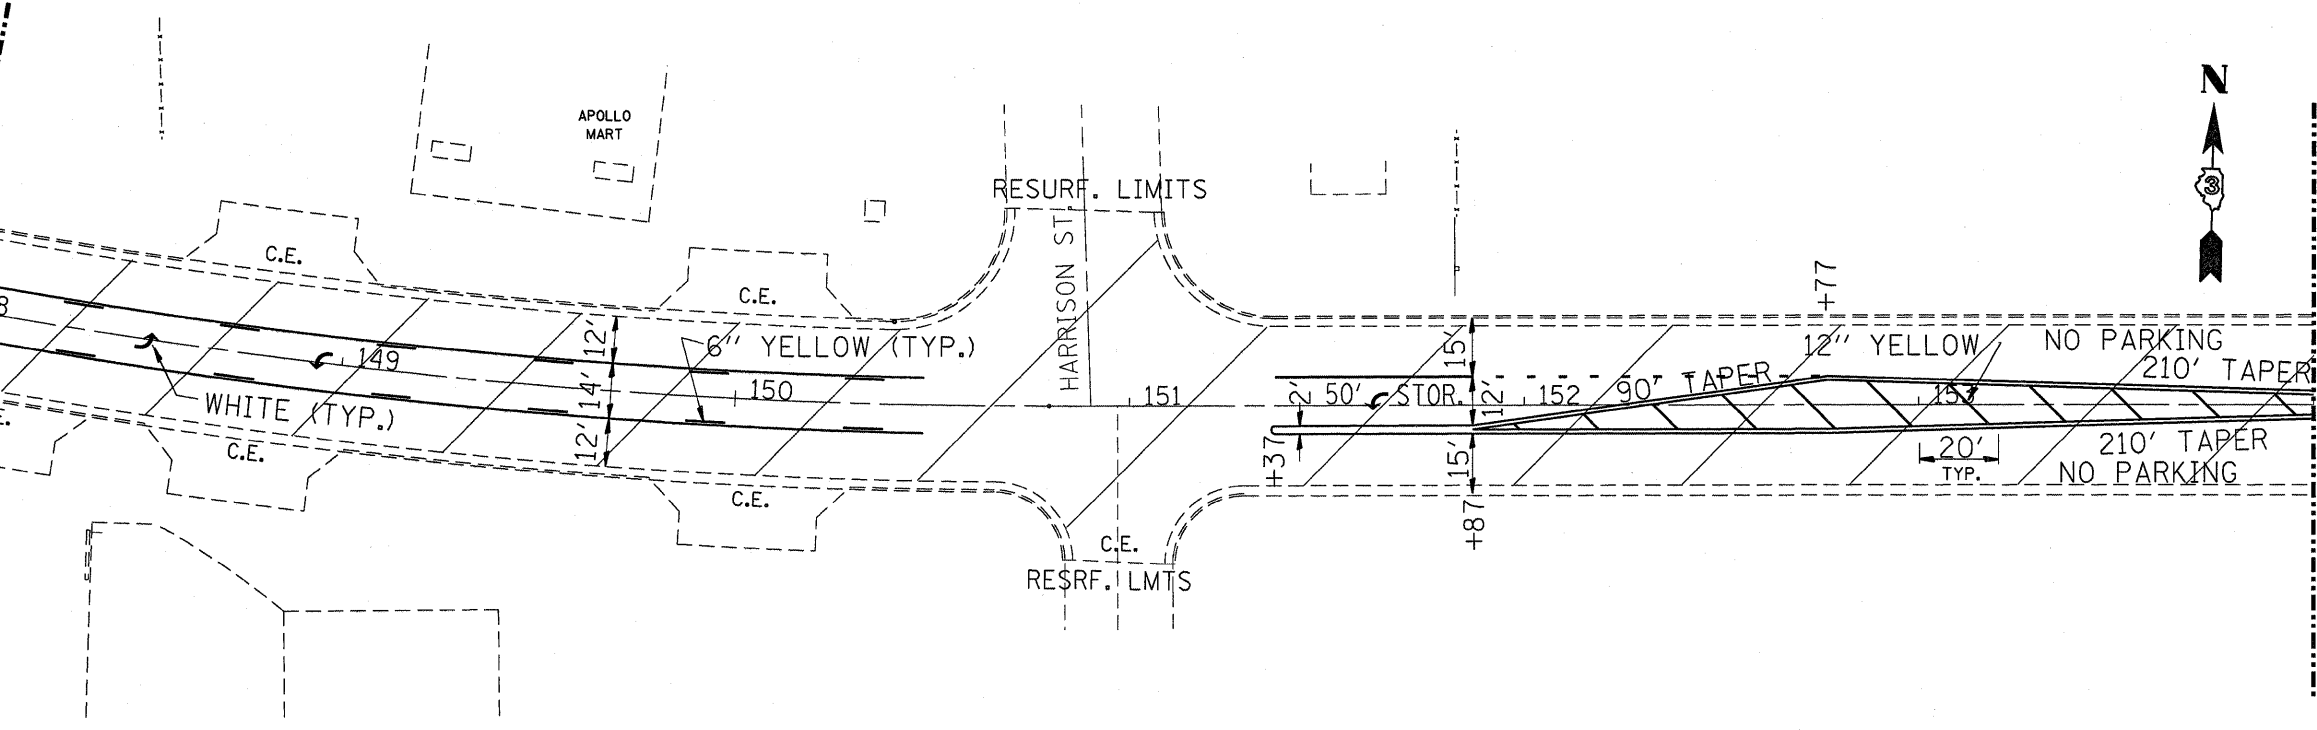 N
3
APOLLO
MART
RESURF. LIMITS
HARRISON ST.
C.E.
C.E.
+77
8
12'
14'
12'
6" YELLOW (TYP.)
149
150
151
WHITE (TYP.)
15'
12'
15'
2'
50' STOR.
152
90' TAPER
12" YELLOW
NO PARKING
210' TAPER
153
20'
TYP.
210' TAPER
NO PARKING
+37
+87
C.E.
C.E.
C.E.
RESRF. LMTS